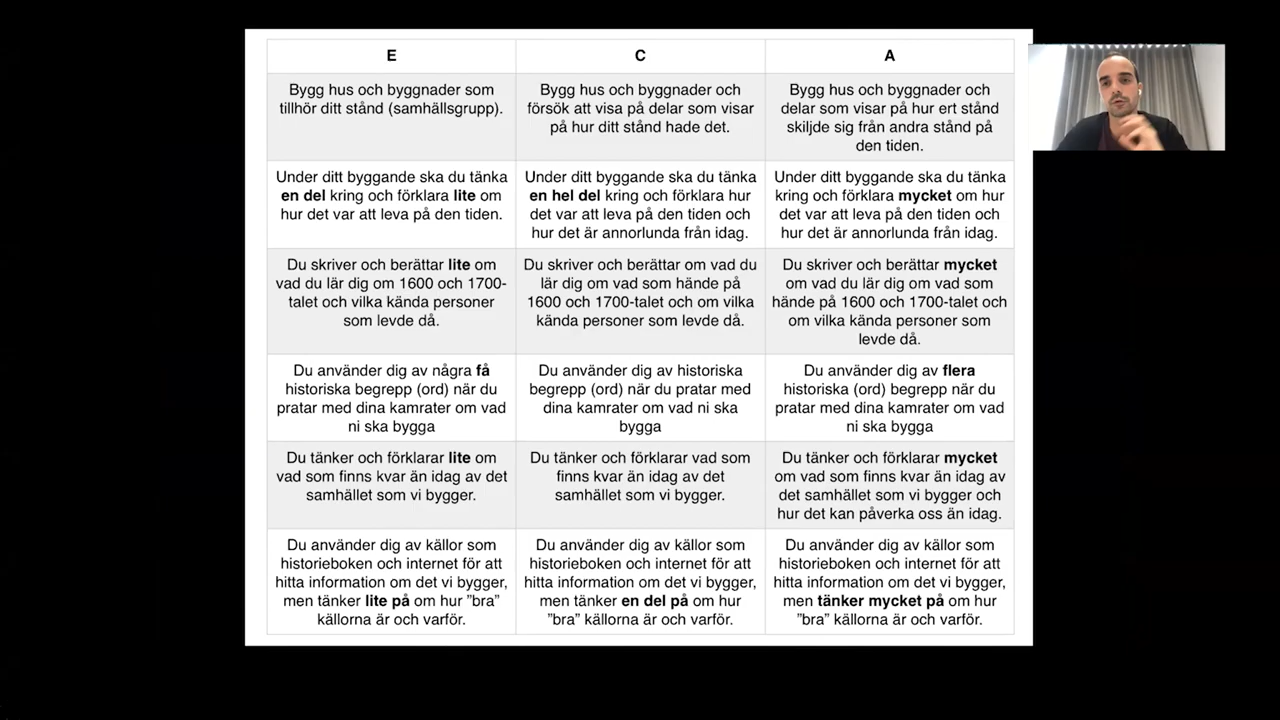 E
C
A
Bygg hus och byggnader som
tillhör ditt stånd (samhällsgrupp).
Bygg hus och byggnader och
försök att visa på delar som visar
på hur ditt stånd hade det.
Bygg hus och byggnader och
delar som visar på hur ert stånd
skiljde sig från andra stånd på
den tiden.
Under ditt byggande ska du tänka
en del kring och förklara lite om
hur det var att leva på den tiden.
Under ditt byggande ska du tänka
en hel del kring och förklara hur
det var att leva på den tiden och
hur det är annorlunda från idag.
Under ditt byggande ska du tänka
kring och förklara mycket om hur
det var att leva på den tiden och
hur det är annorlunda från idag.
Du skriver och berättar lite om
vad du lär dig om 1600 och 1700-
talet och vilka kända personer
som levde då.
Du skriver och berättar om vad du
lär dig om vad som hände på
1600 och 1700-talet och om vilka
kända personer som levde då.
Du skriver och berättar mycket
om vad du lär dig om vad som
hände på 1600 och 1700-talet och
om vilka kända personer som
levde då.
Du använder dig av några få
historiska begrepp (ord) när du
pratar med dina kamrater om vad
ni ska bygga
Du använder dig av historiska
begrepp (ord) när du pratar med
dina kamrater om vad ni ska
bygga
Du använder dig av flera
historiska (ord) begrepp när du
pratar med dina kamrater om vad
ni ska bygga
Du tänker och förklarar lite om
vad som finns kvar än idag av det
samhället som vi bygger.
Du tänker och förklarar vad som
finns kvar än idag av det
samhället som vi bygger.
Du tänker och förklarar mycket
om vad som finns kvar än idag av
det samhället som vi bygger och
hur det kan påverka oss än idag.
Du använder dig av källor som
historieboken och internet för att
hitta information om det vi bygger,
men tänker lite på om hur ”bra”
källorna är och varför.
Du använder dig av källor som
historieboken och internet för att
hitta information om det vi bygger,
men tänker en del på om hur
”bra” källorna är och varför.
Du använder dig av källor som
historieboken och internet för att
hitta information om det vi bygger,
men tänker mycket på om hur
”bra” källorna är och varför.